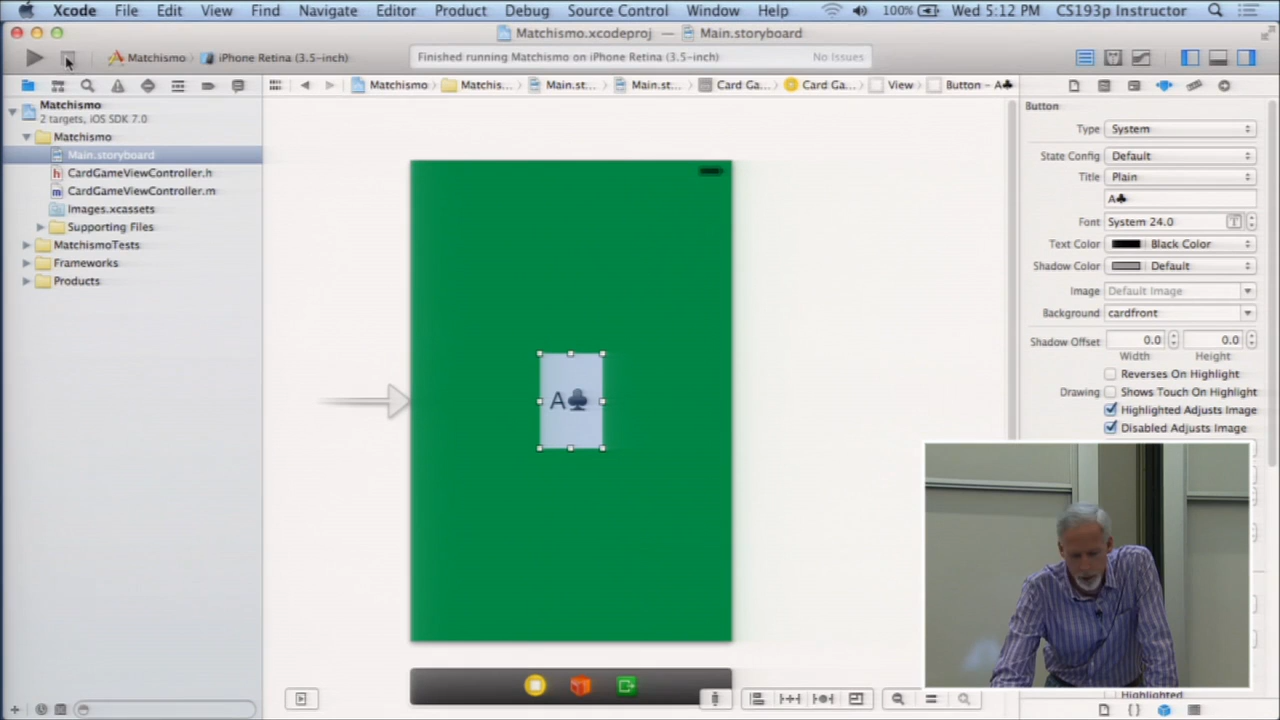 Xcode File Edit View Find Navigate Editor Product Debug Source Control Window Help 100% Wed 5:12 PM CS193p Instructor
Matchismo.xcodeproj — Main.storyboard
Matchismo › iPhone Retina (3.5-inch) Finished running Matchismo on iPhone Retina (3.5-inch) No Issues
Matchismo Matchis... Main.st... Main.st... Card Ga... Card Ga... View Button - A♣
Matchismo
2 targets, iOS SDK 7.0
Matchismo
Main.storyboard
CardGameViewController.h
CardGameViewController.m
Images.xcassets
Supporting Files
MatchismoTests
Frameworks
Products
A♣
Button
Type System
State Config Default
Title Plain
A♣
Font System 24.0
Text Color Black Color
Shadow Color Default
Image Default Image
Background cardfront
Shadow Offset 0.0 0.0
Width Height
Reverses On Highlight
Drawing Shows Touch On Highlight
Highlighted Adjusts Image
Disabled Adjusts Image
Highlighted